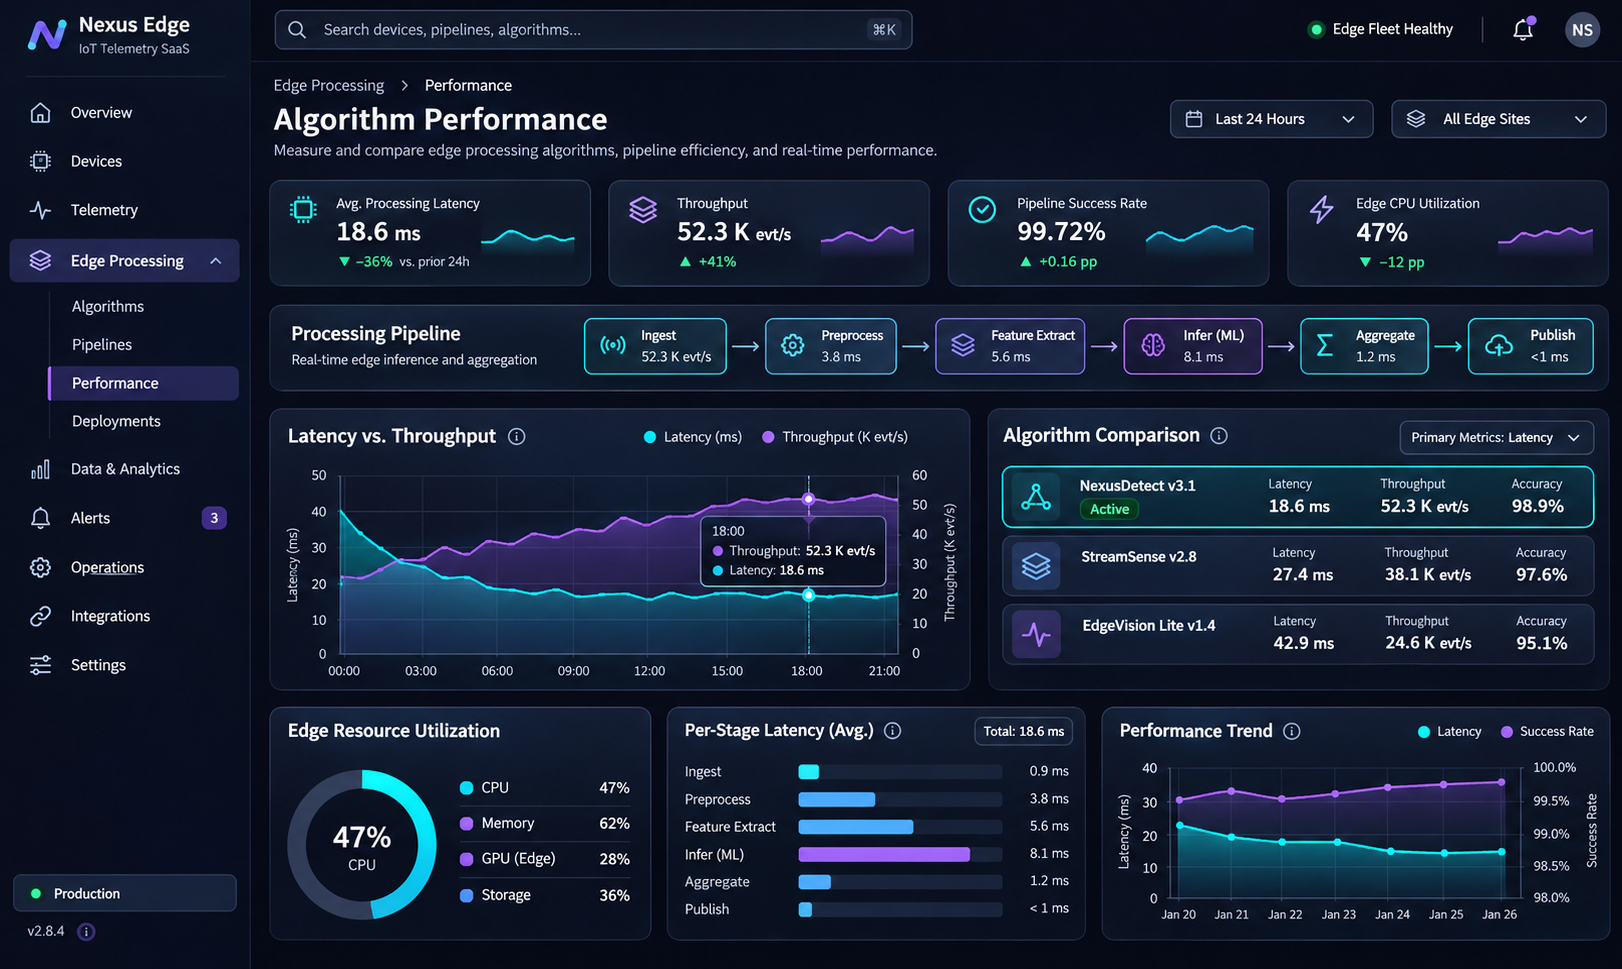 Nexus Edge
IoT Telemetry SaaS
Overview
Devices
Telemetry
Edge Processing
Algorithms
Pipelines
Performance
Deployments
Data & Analytics
Alerts 3
Operations
Integrations
Settings
Production
v2.8.4
Search devices, pipelines, algorithms... ⌘K
Edge Fleet Healthy
NS
Edge Processing > Performance
Algorithm Performance
Measure and compare edge processing algorithms, pipeline efficiency, and real-time performance.
Last 24 Hours
All Edge Sites
Avg. Processing Latency
18.6 ms
▼ −36% vs. prior 24h
Throughput
52.3 K evt/s
▲ +41%
Pipeline Success Rate
99.72%
▲ +0.16 pp
Edge CPU Utilization
47%
▼ −12 pp
Processing Pipeline
Real-time edge inference and aggregation
Ingest
52.3 K evt/s
Preprocess
3.8 ms
Feature Extract
5.6 ms
Infer (ML)
8.1 ms
Σ
Aggregate
1.2 ms
Publish
<1 ms
Latency vs. Throughput
Latency (ms) Throughput (K evt/s)
Latency (ms)
50
40
30
20
10
0
60
50
40
30
20
10
0
Throughput (K evt/s)
18:00
Throughput: 52.3 K evt/s
Latency: 18.6 ms
00:00 03:00 06:00 09:00 12:00 15:00 18:00 21:00
Algorithm Comparison
Primary Metrics: Latency
NexusDetect v3.1
Active
Latency
18.6 ms
Throughput
52.3 K evt/s
Accuracy
98.9%
StreamSense v2.8
Latency
27.4 ms
Throughput
38.1 K evt/s
Accuracy
97.6%
EdgeVision Lite v1.4
Latency
42.9 ms
Throughput
24.6 K evt/s
Accuracy
95.1%
Edge Resource Utilization
47%
CPU
CPU 47%
Memory 62%
GPU (Edge) 28%
Storage 36%
Per-Stage Latency (Avg.)
Total: 18.6 ms
Ingest 0.9 ms
Preprocess 3.8 ms
Feature Extract 5.6 ms
Infer (ML) 8.1 ms
Aggregate 1.2 ms
Publish < 1 ms
Performance Trend
Latency Success Rate
Latency (ms)
40
30
20
10
0
100.0%
99.5%
99.0%
98.5%
98.0%
Success Rate
Jan 20 Jan 21 Jan 22 Jan 23 Jan 24 Jan 25 Jan 26